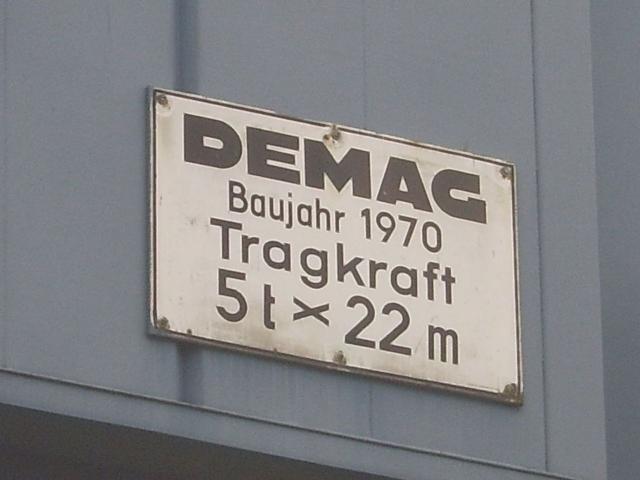 DEMAG
Baujahr 1970
Tragkraft
5 t × 22 m